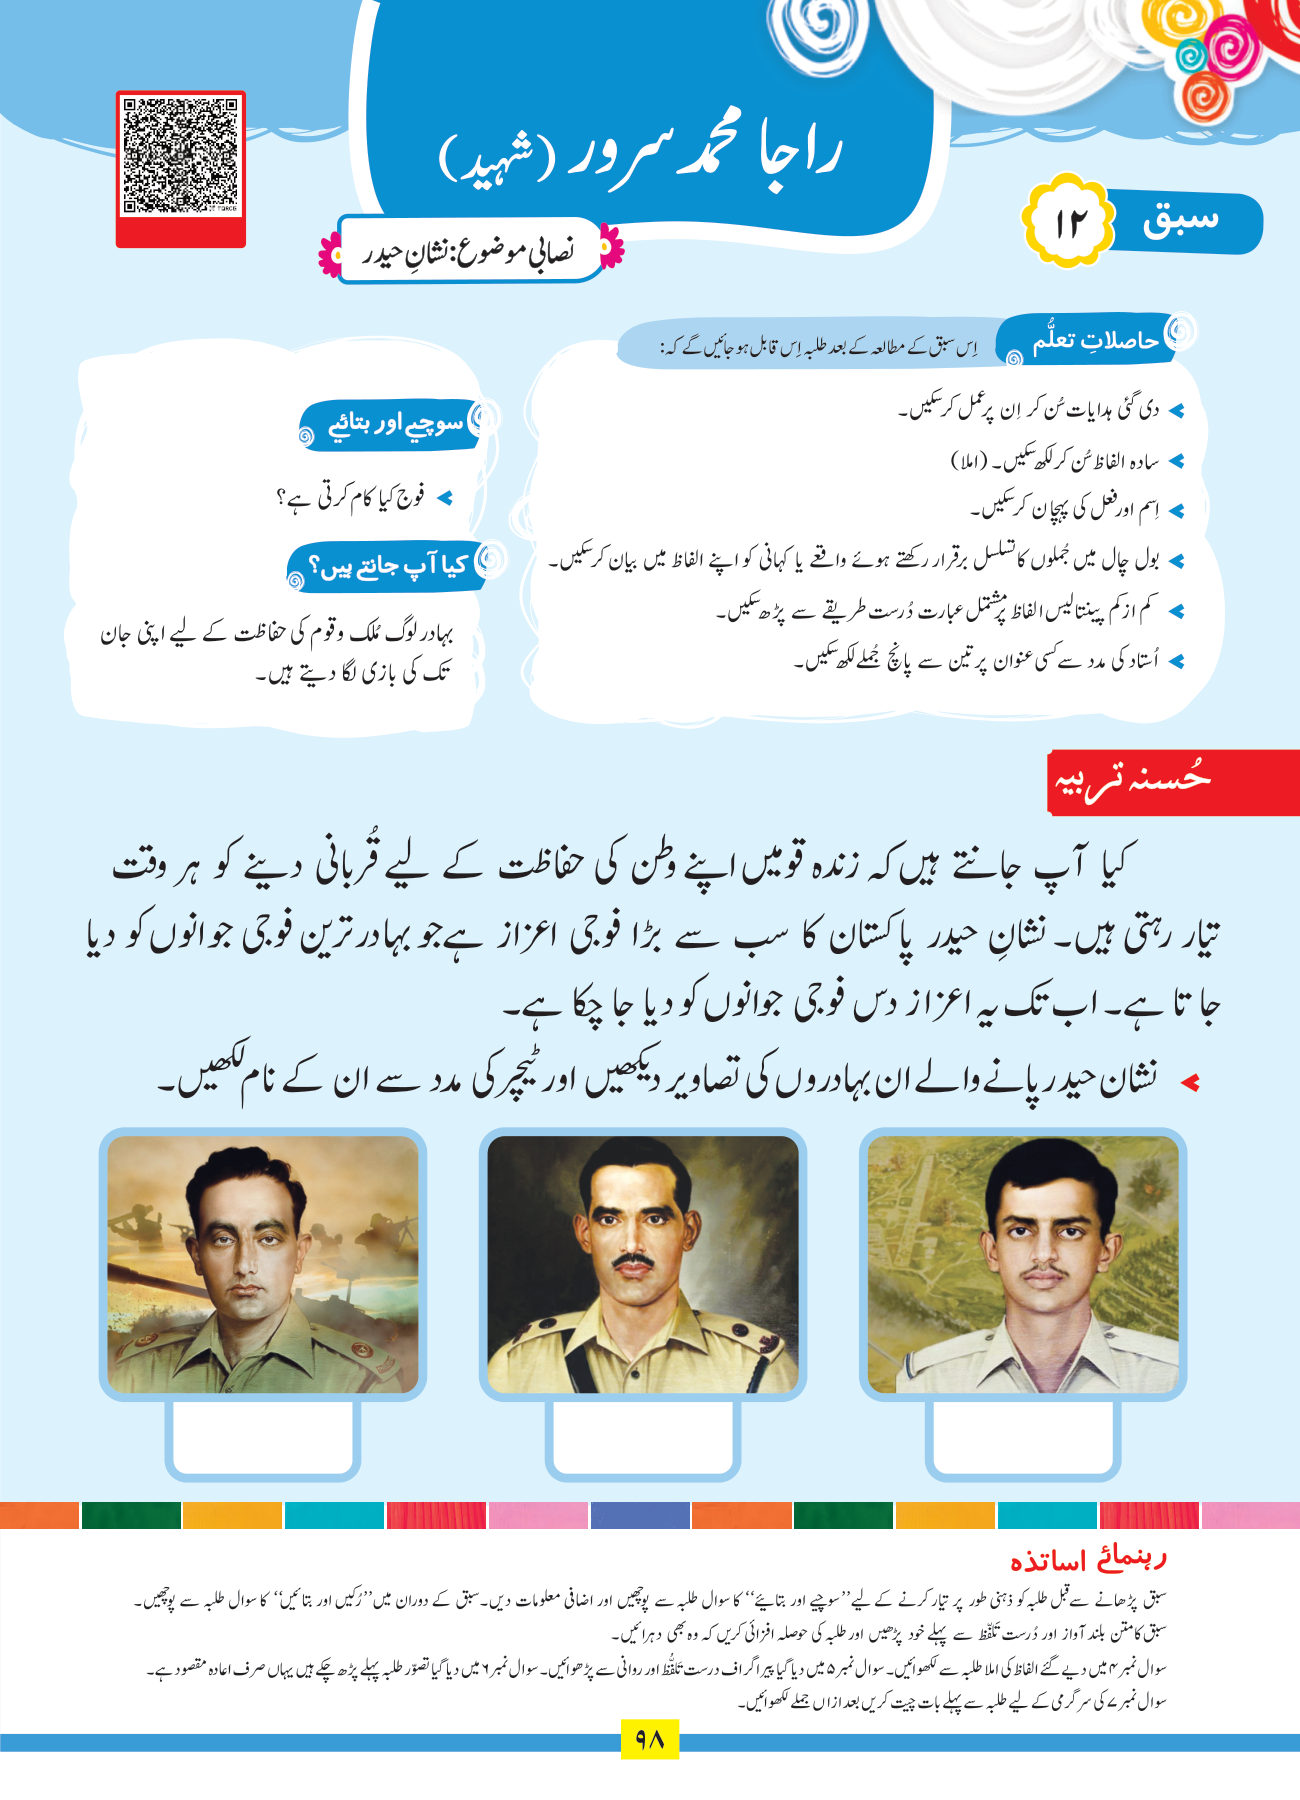 راجا محمد سرور (شہید)
سبق
۱۲
نصابی موضوع: نشانِ حیدر
حاصلاتِ تعلُّم
اِس سبق کے مطالعہ کے بعد طلبہ اِس قابل ہو جائیں گے کہ:
دی گئی ہدایات سُن کر اِن پر عمل کرسکیں۔
سادہ الفاظ سُن کر لکھ سکیں۔ (املا)
اِسم اور فعل کی پہچان کرسکیں۔
بول چال میں جُملوں کا تسلسل برقرار رکھتے ہوئے واقعے یا کہانی کو اپنے الفاظ میں بیان کرسکیں۔
کم از کم پینتالیس الفاظ پر مشتمل عبارت دُرست طریقے سے پڑھ سکیں۔
اُستاد کی مدد سے کسی عنوان پر تین سے پانچ جُملے لکھ سکیں۔
سوچیے اور بتائیے
فوج کیا کام کرتی ہے؟
کیا آپ جانتے ہیں؟
بہادر لوگ مُلک و قوم کی حفاظت کے لیے اپنی جان
تک کی بازی لگا دیتے ہیں۔
حُسنہ تربیہ
کیا آپ جانتے ہیں کہ زندہ قومیں اپنے وطن کی حفاظت کے لیے قُربانی دینے کو ہر وقت
تیار رہتی ہیں۔ نشانِ حیدر پاکستان کا سب سے بڑا فوجی اعزاز ہے جو بہادر ترین فوجی جوانوں کو دیا
جاتا ہے۔ اب تک یہ اعزاز دس فوجی جوانوں کو دیا جا چکا ہے۔
نشان حیدر پانے والے ان بہادروں کی تصاویر دیکھیں اور ٹیچر کی مدد سے ان کے نام لکھیں۔
رہنمائے اساتذہ
سبق پڑھانے سے قبل طلبہ کو ذہنی طور پر تیار کرنے کے لیے ’’سوچیے اور بتائیے‘‘ کا سوال طلبہ سے پوچھیں اور اضافی معلومات دیں۔ سبق کے دوران میں ’’رُکیں اور بتائیں‘‘ کا سوال طلبہ سے پوچھیں۔
سبق کا متن بلند آواز اور دُرست تلفّظ سے پہلے خود پڑھیں اور طلبہ کی حوصلہ افزائی کریں کہ وہ بھی دہرائیں۔
سوال نمبر ۴ میں دیے گئے الفاظ کی املا طلبہ سے لکھوائیں۔ سوال نمبر ۵ میں دیا گیا پیراگراف درست تَلَفُّظ اور روانی سے پڑھوائیں۔ سوال نمبر ۶ میں دیا گیا تصوّر طلبہ پہلے پڑھ چکے ہیں یہاں صرف اعادہ مقصود ہے۔
سوال نمبر ۷ کی سرگرمی کے لیے طلبہ سے پہلے بات چیت کریں بعد ازاں جملے لکھوائیں۔
۹۸